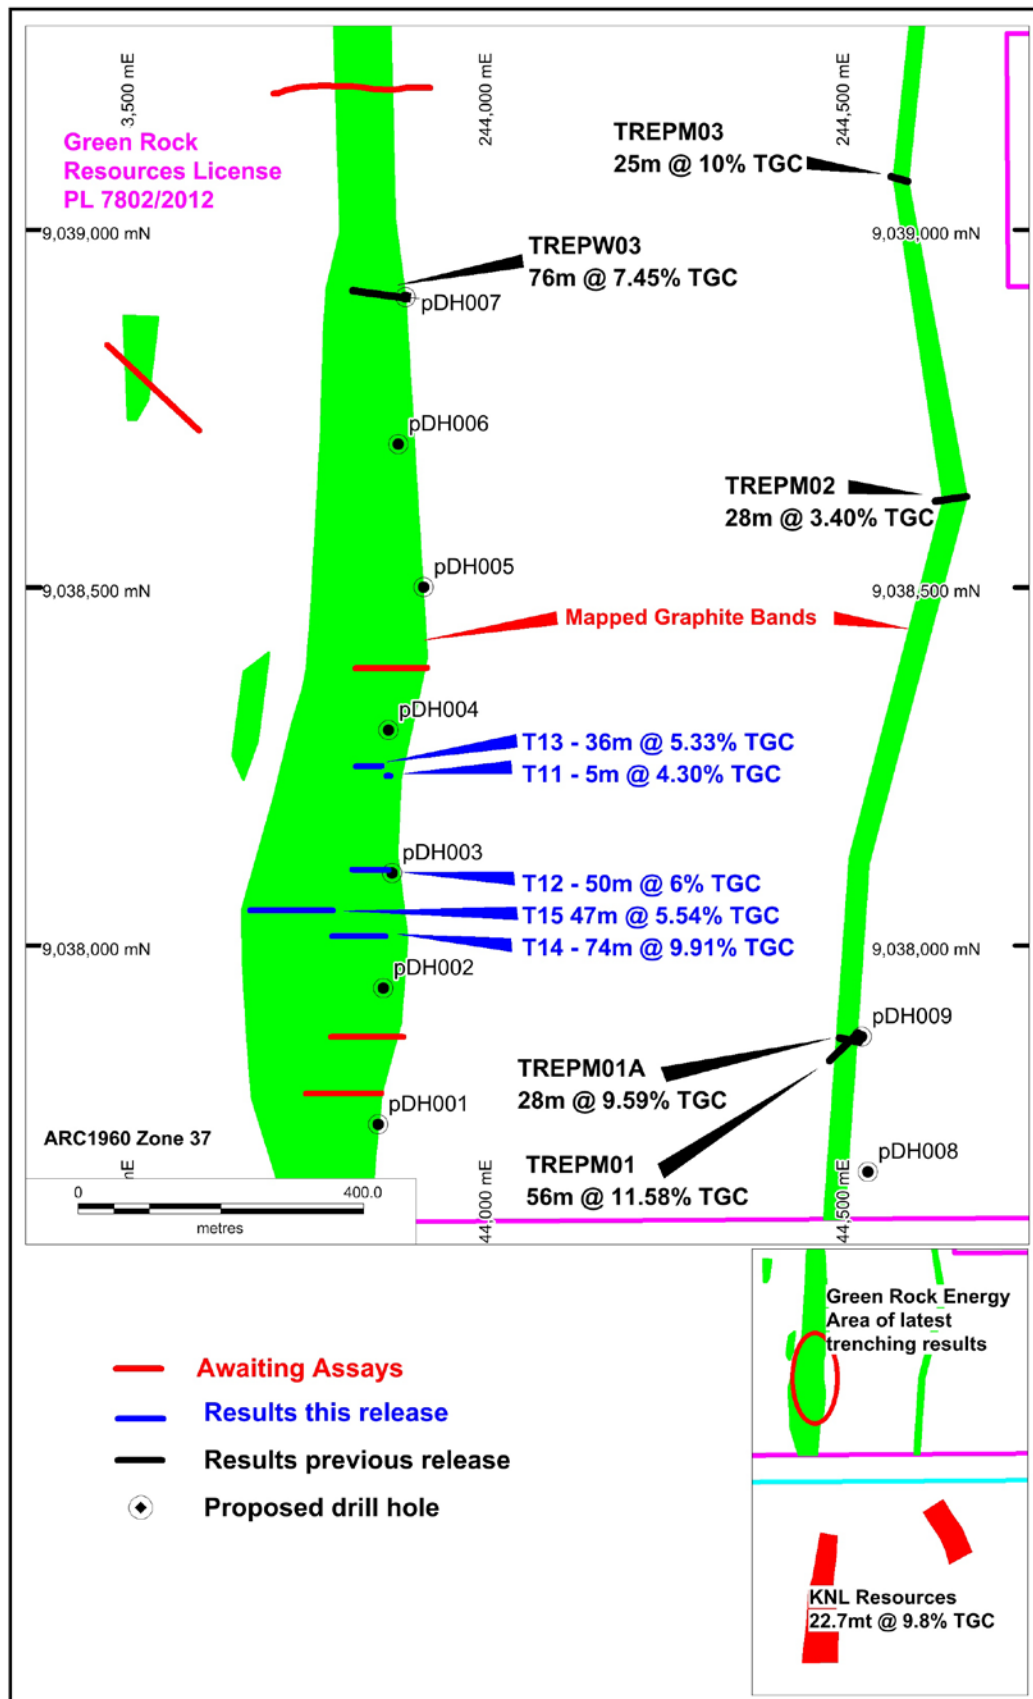 3,500 mE
244,000 mE
244,500 mE
Green Rock
Resources License
PL 7802/2012
TREPM03
25m @ 10% TGC
9,039,000 mN
9,039,000 mN
TREPW03
76m @ 7.45% TGC
pDH007
pDH006
TREPM02
28m @ 3.40% TGC
pDH005
9,038,500 mN
9,038,500 mN
Mapped Graphite Bands
pDH004
T13 - 36m @ 5.33% TGC
T11 - 5m @ 4.30% TGC
pDH003
T12 - 50m @ 6% TGC
T15 47m @ 5.54% TGC
T14 - 74m @ 9.91% TGC
9,038,000 mN
9,038,000 mN
pDH002
pDH009
TREPM01A
28m @ 9.59% TGC
pDH001
ARC1960 Zone 37
TREPM01
56m @ 11.58% TGC
pDH008
mE
44,000 mE
44,500 mE
0 400.0
metres
Green Rock Energy
Area of latest
trenching results
Awaiting Assays
Results this release
Results previous release
Proposed drill hole
KNL Resources
22.7mt @ 9.8% TGC